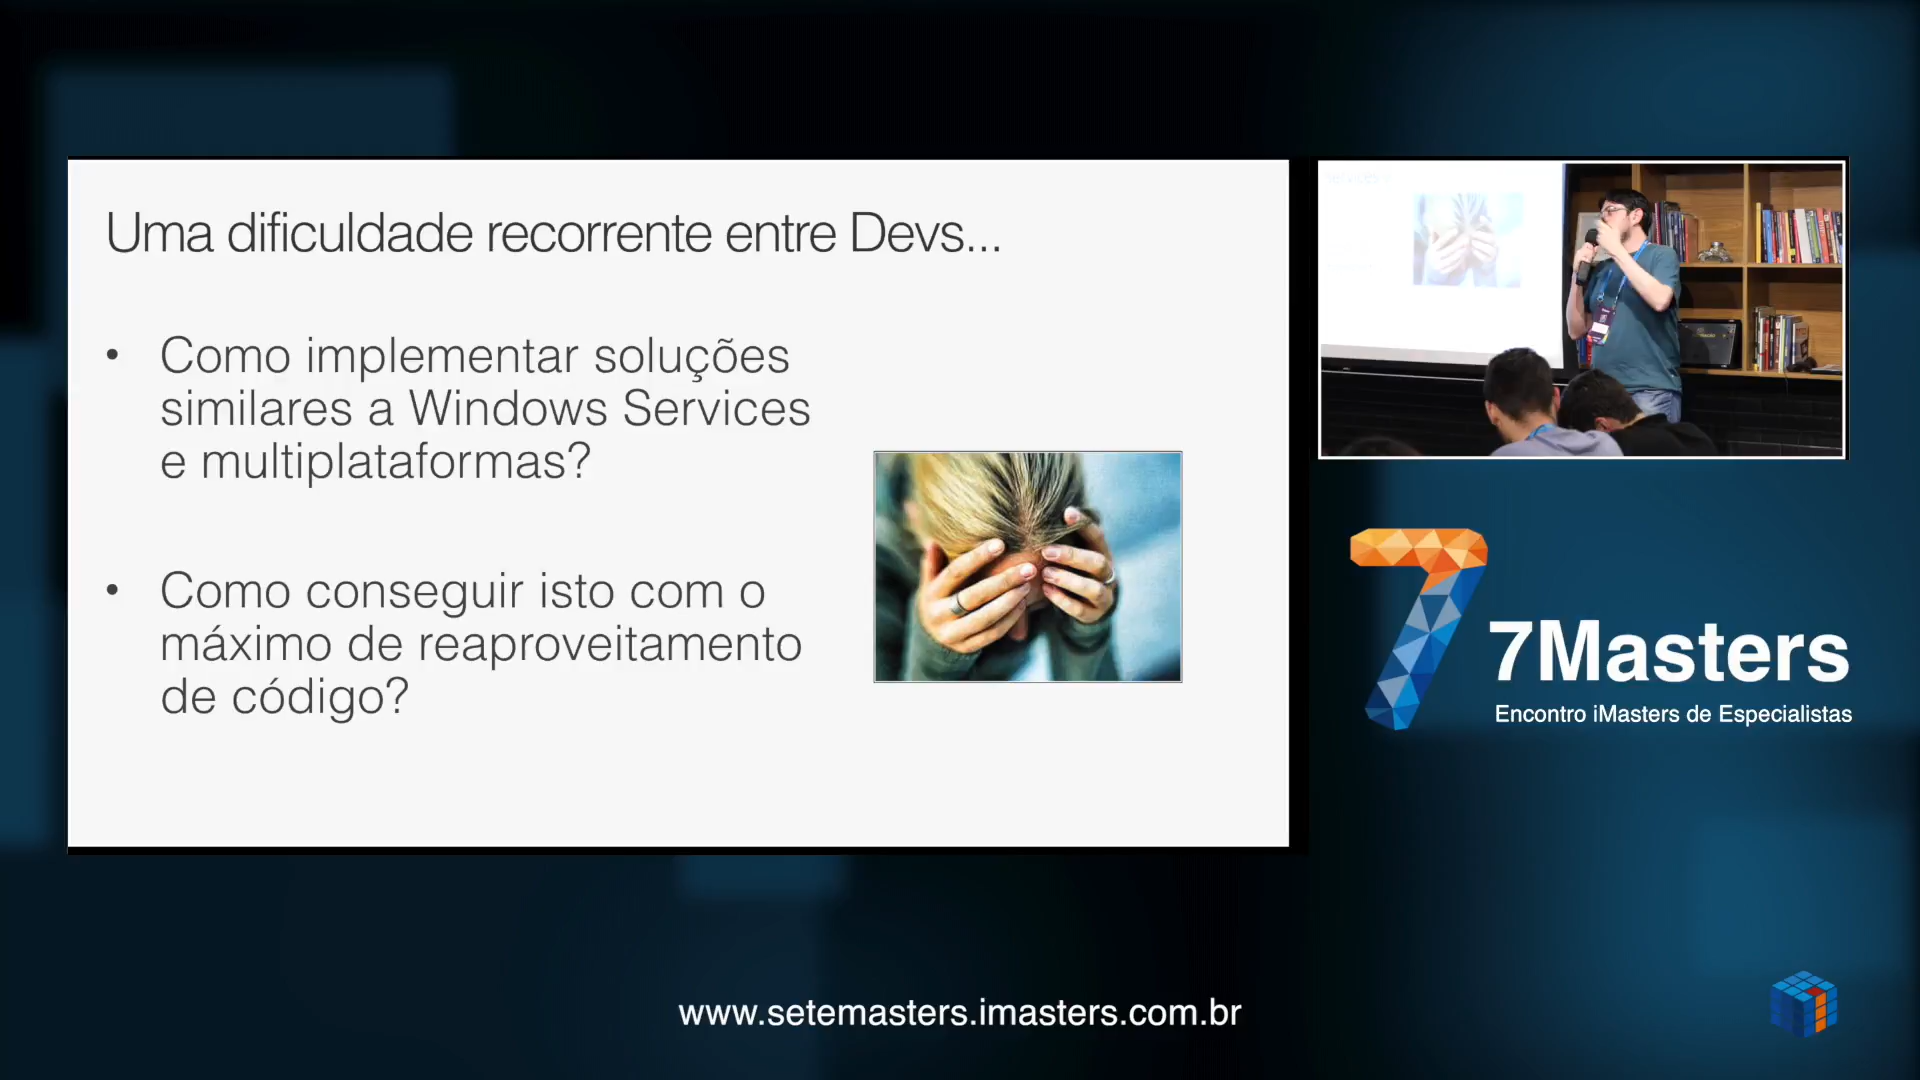 Uma dificuldade recorrente entre Devs...
• Como implementar soluções
similares a Windows Services
e multiplataformas?
• Como conseguir isto com o
máximo de reaproveitamento
de código?
7Masters
Encontro iMasters de Especialistas
www.setemasters.imasters.com.br